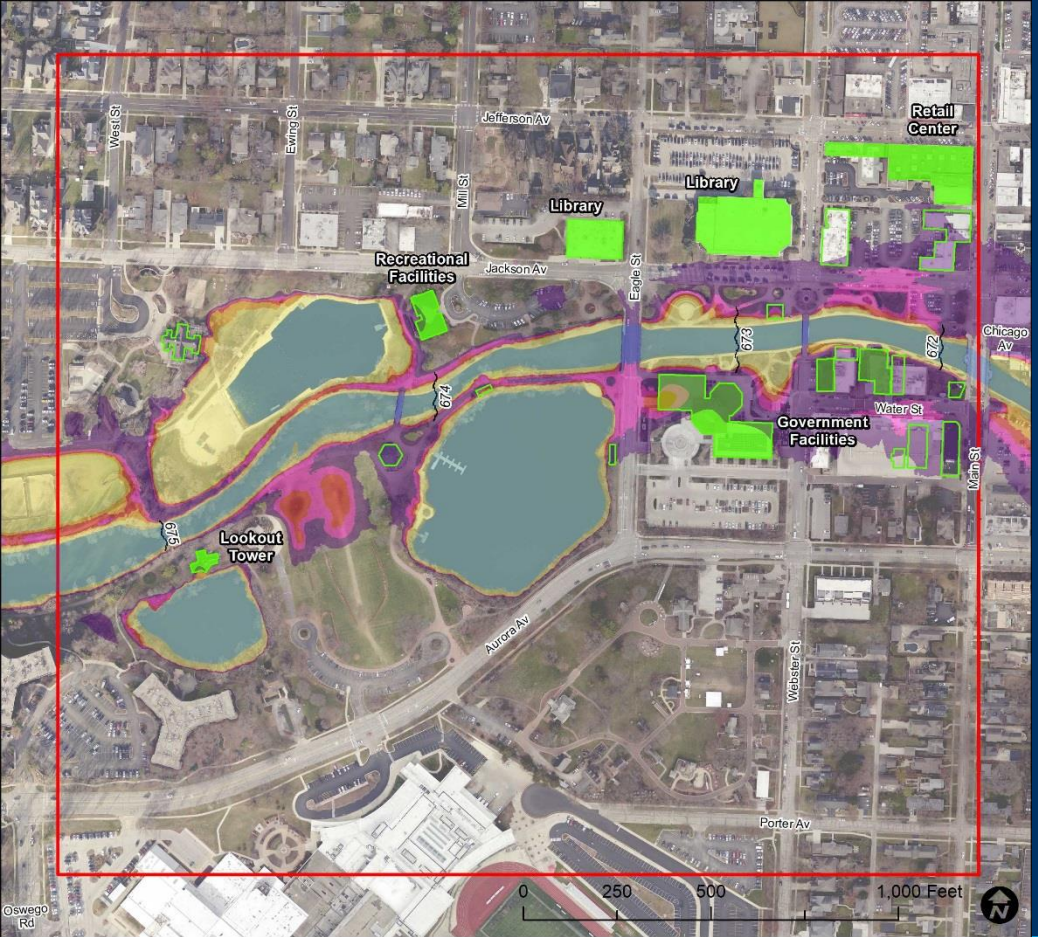 Jefferson Av
West St
Ewing St
Mill St
Retail
Center
Library
Library
Eagle St
Recreational
Facilities
Jackson Av
Chicago
Av
673
672
674
Water St
Government
Facilities
Main St
675
Lookout
Tower
Aurora Av
Webster St
Porter Av
0 250 500 1,000 Feet
N
Oswego
Rd